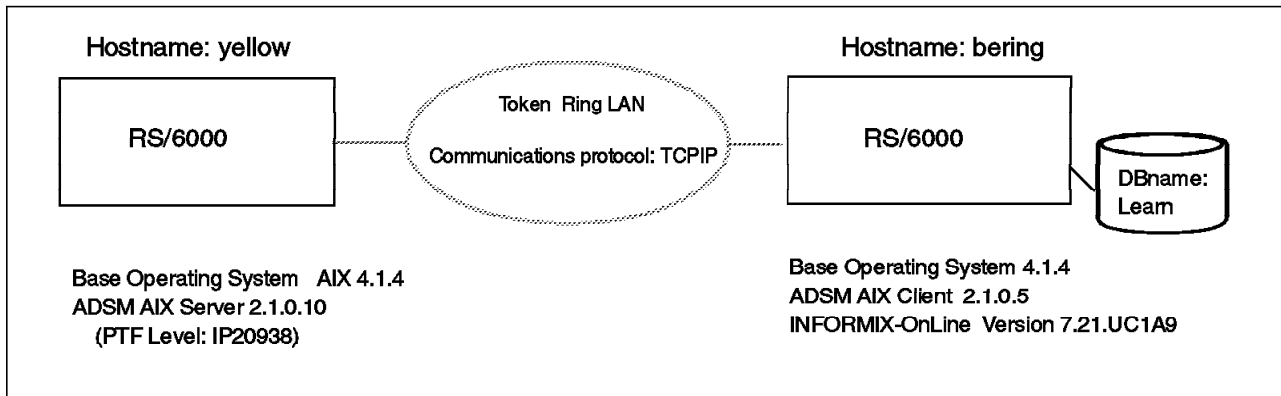 Hostname: yellow
Hostname: bering
RS/6000
Token Ring LAN
Communications protocol: TCPIP
RS/6000
DBname:
Learn
Base Operating System AIX 4.1.4
ADSM AIX Server 2.1.0.10
(PTF Level: IP20938)
Base Operating System 4.1.4
ADSM AIX Client 2.1.0.5
INFORMIX-OnLine Version 7.21.UC1A9